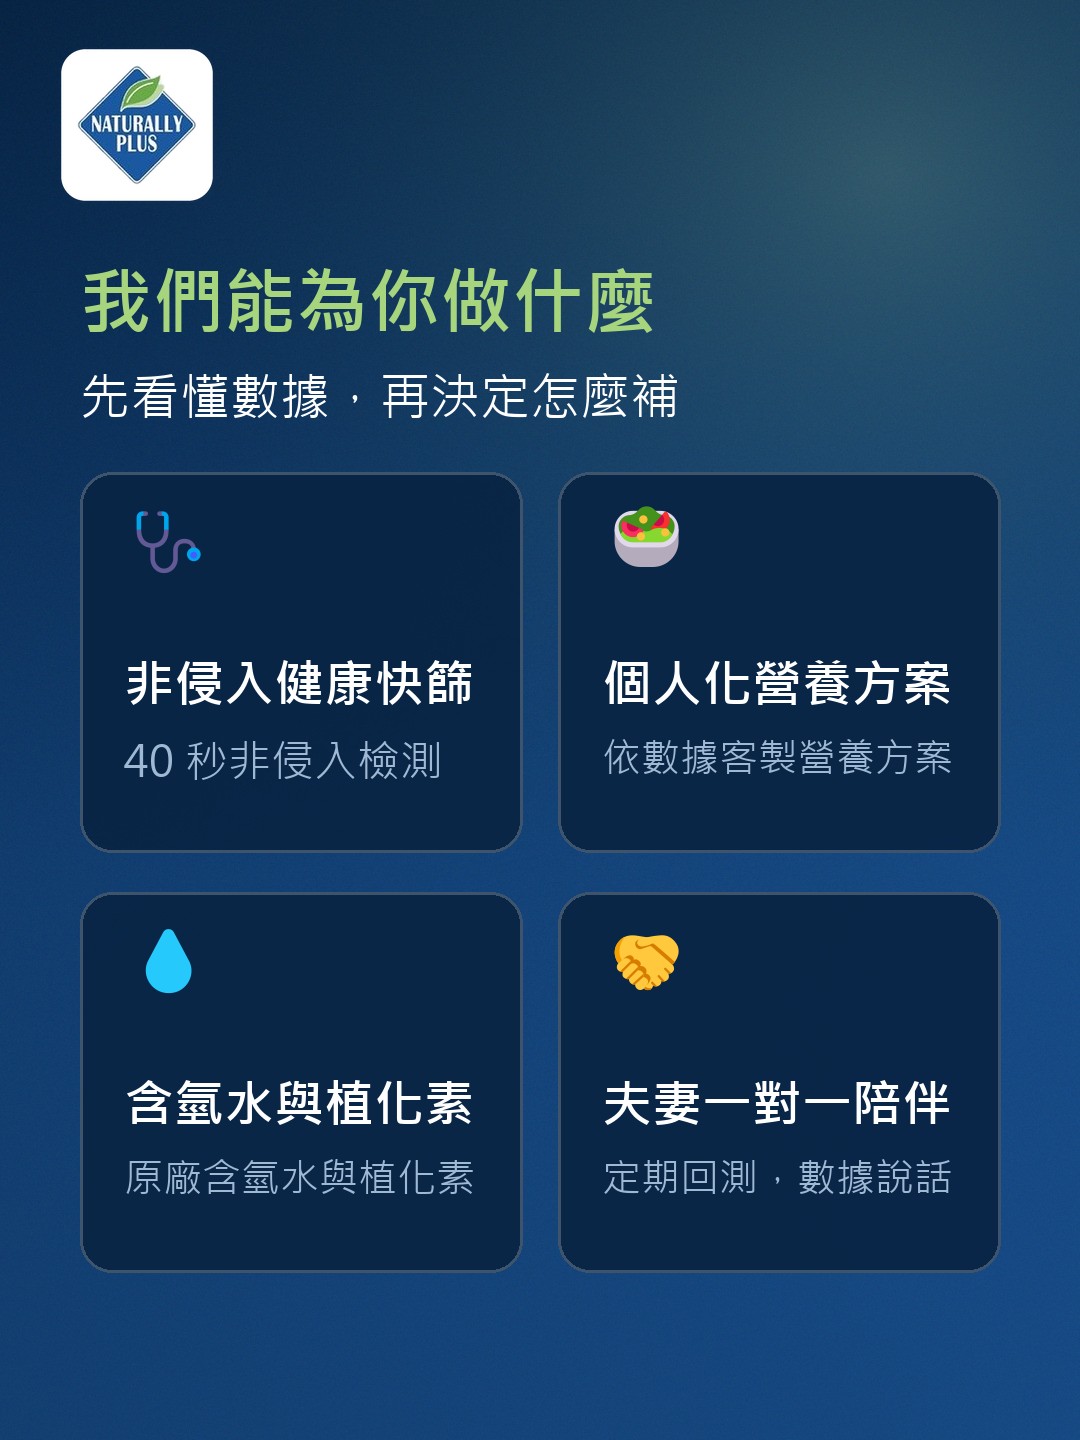 NATURALLY
PLUS
我們能為你做什麼
先看懂數據，再決定怎麼補
非侵入健康快篩
40 秒非侵入檢測
個人化營養方案
依數據客製營養方案
含氫水與植化素
原廠含氫水與植化素
夫妻一對一陪伴
定期回測，數據說話